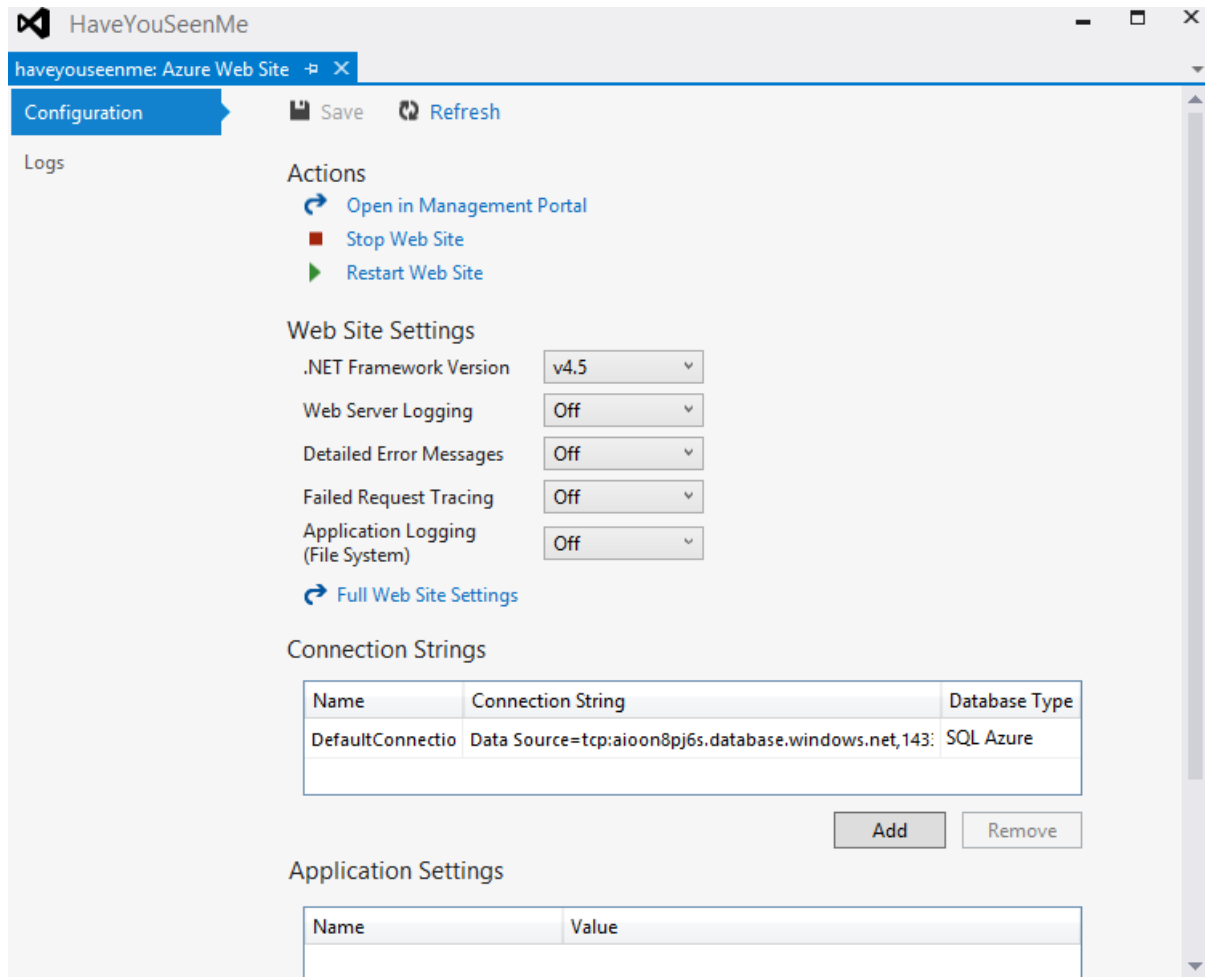 HaveYouSeenMe
haveyouseenme: Azure Web Site
Configuration
Save Refresh
Logs
Actions
Open in Management Portal
Stop Web Site
Restart Web Site
Web Site Settings
.NET Framework Version v4.5
Web Server Logging Off
Detailed Error Messages Off
Failed Request Tracing Off
Application Logging
(File System) Off
Full Web Site Settings
Connection Strings
Name Connection String Database Type
DefaultConnectio Data Source=tcp:aioon8pj6s.database.windows.net,143 SQL Azure
Add Remove
Application Settings
Name Value